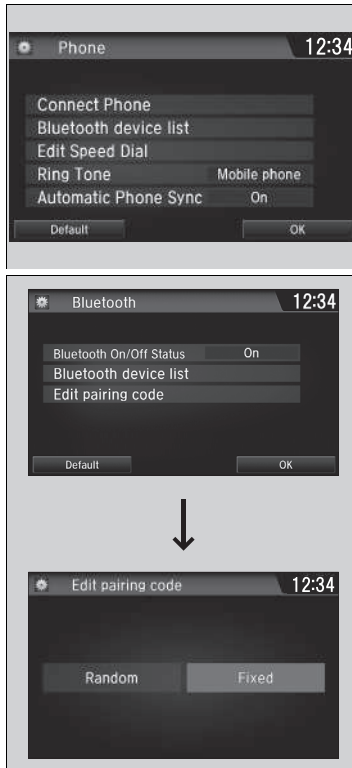 Phone 12:34
Connect Phone
Bluetooth device list
Edit Speed Dial
Ring Tone Mobile phone
Automatic Phone Sync On
Default OK
Bluetooth 12:34
Bluetooth On/Off Status On
Bluetooth device list
Edit pairing code
Default OK
Edit pairing code 12:34
Random Fixed